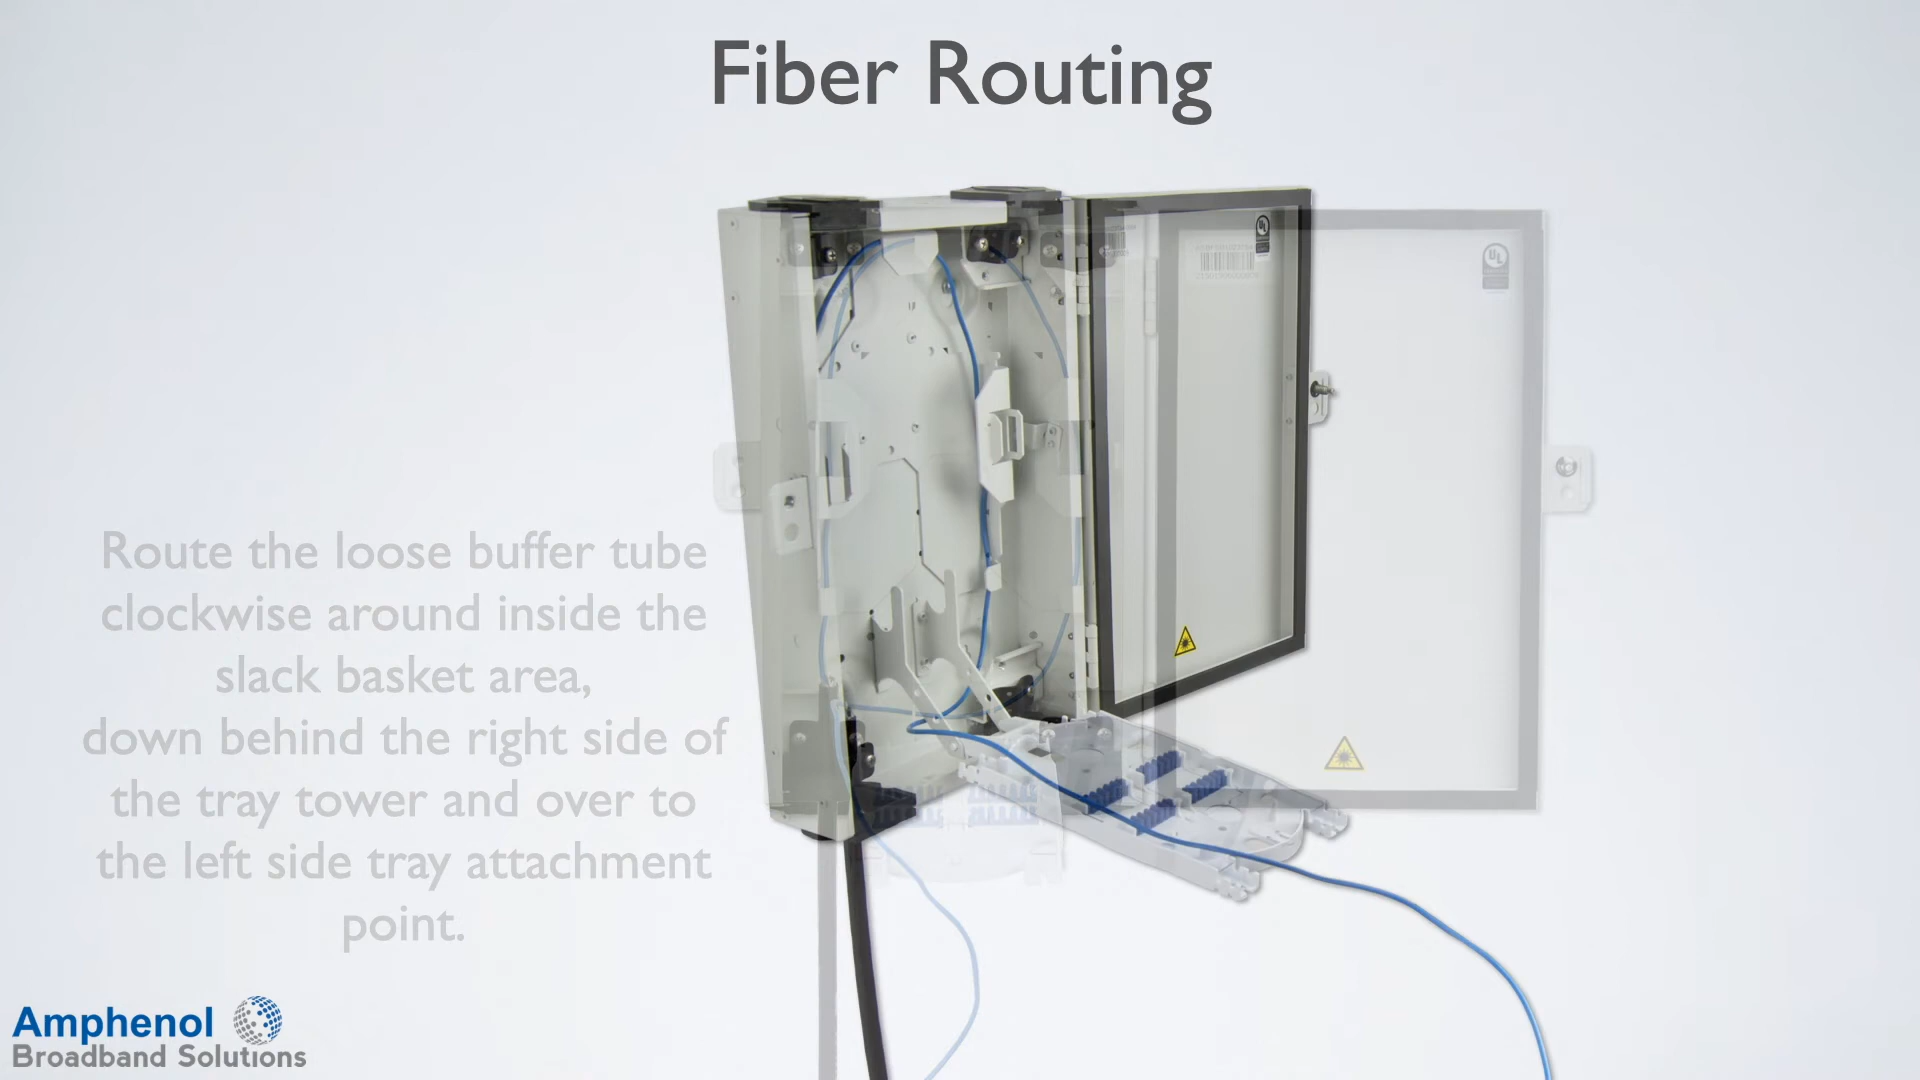 Fiber Routing
Route the loose buffer tube
clockwise around inside the
slack basket area,
down behind the right side of
the tray tower and over to
the left side tray attachment
point.
Amphenol
Broadband Solutions